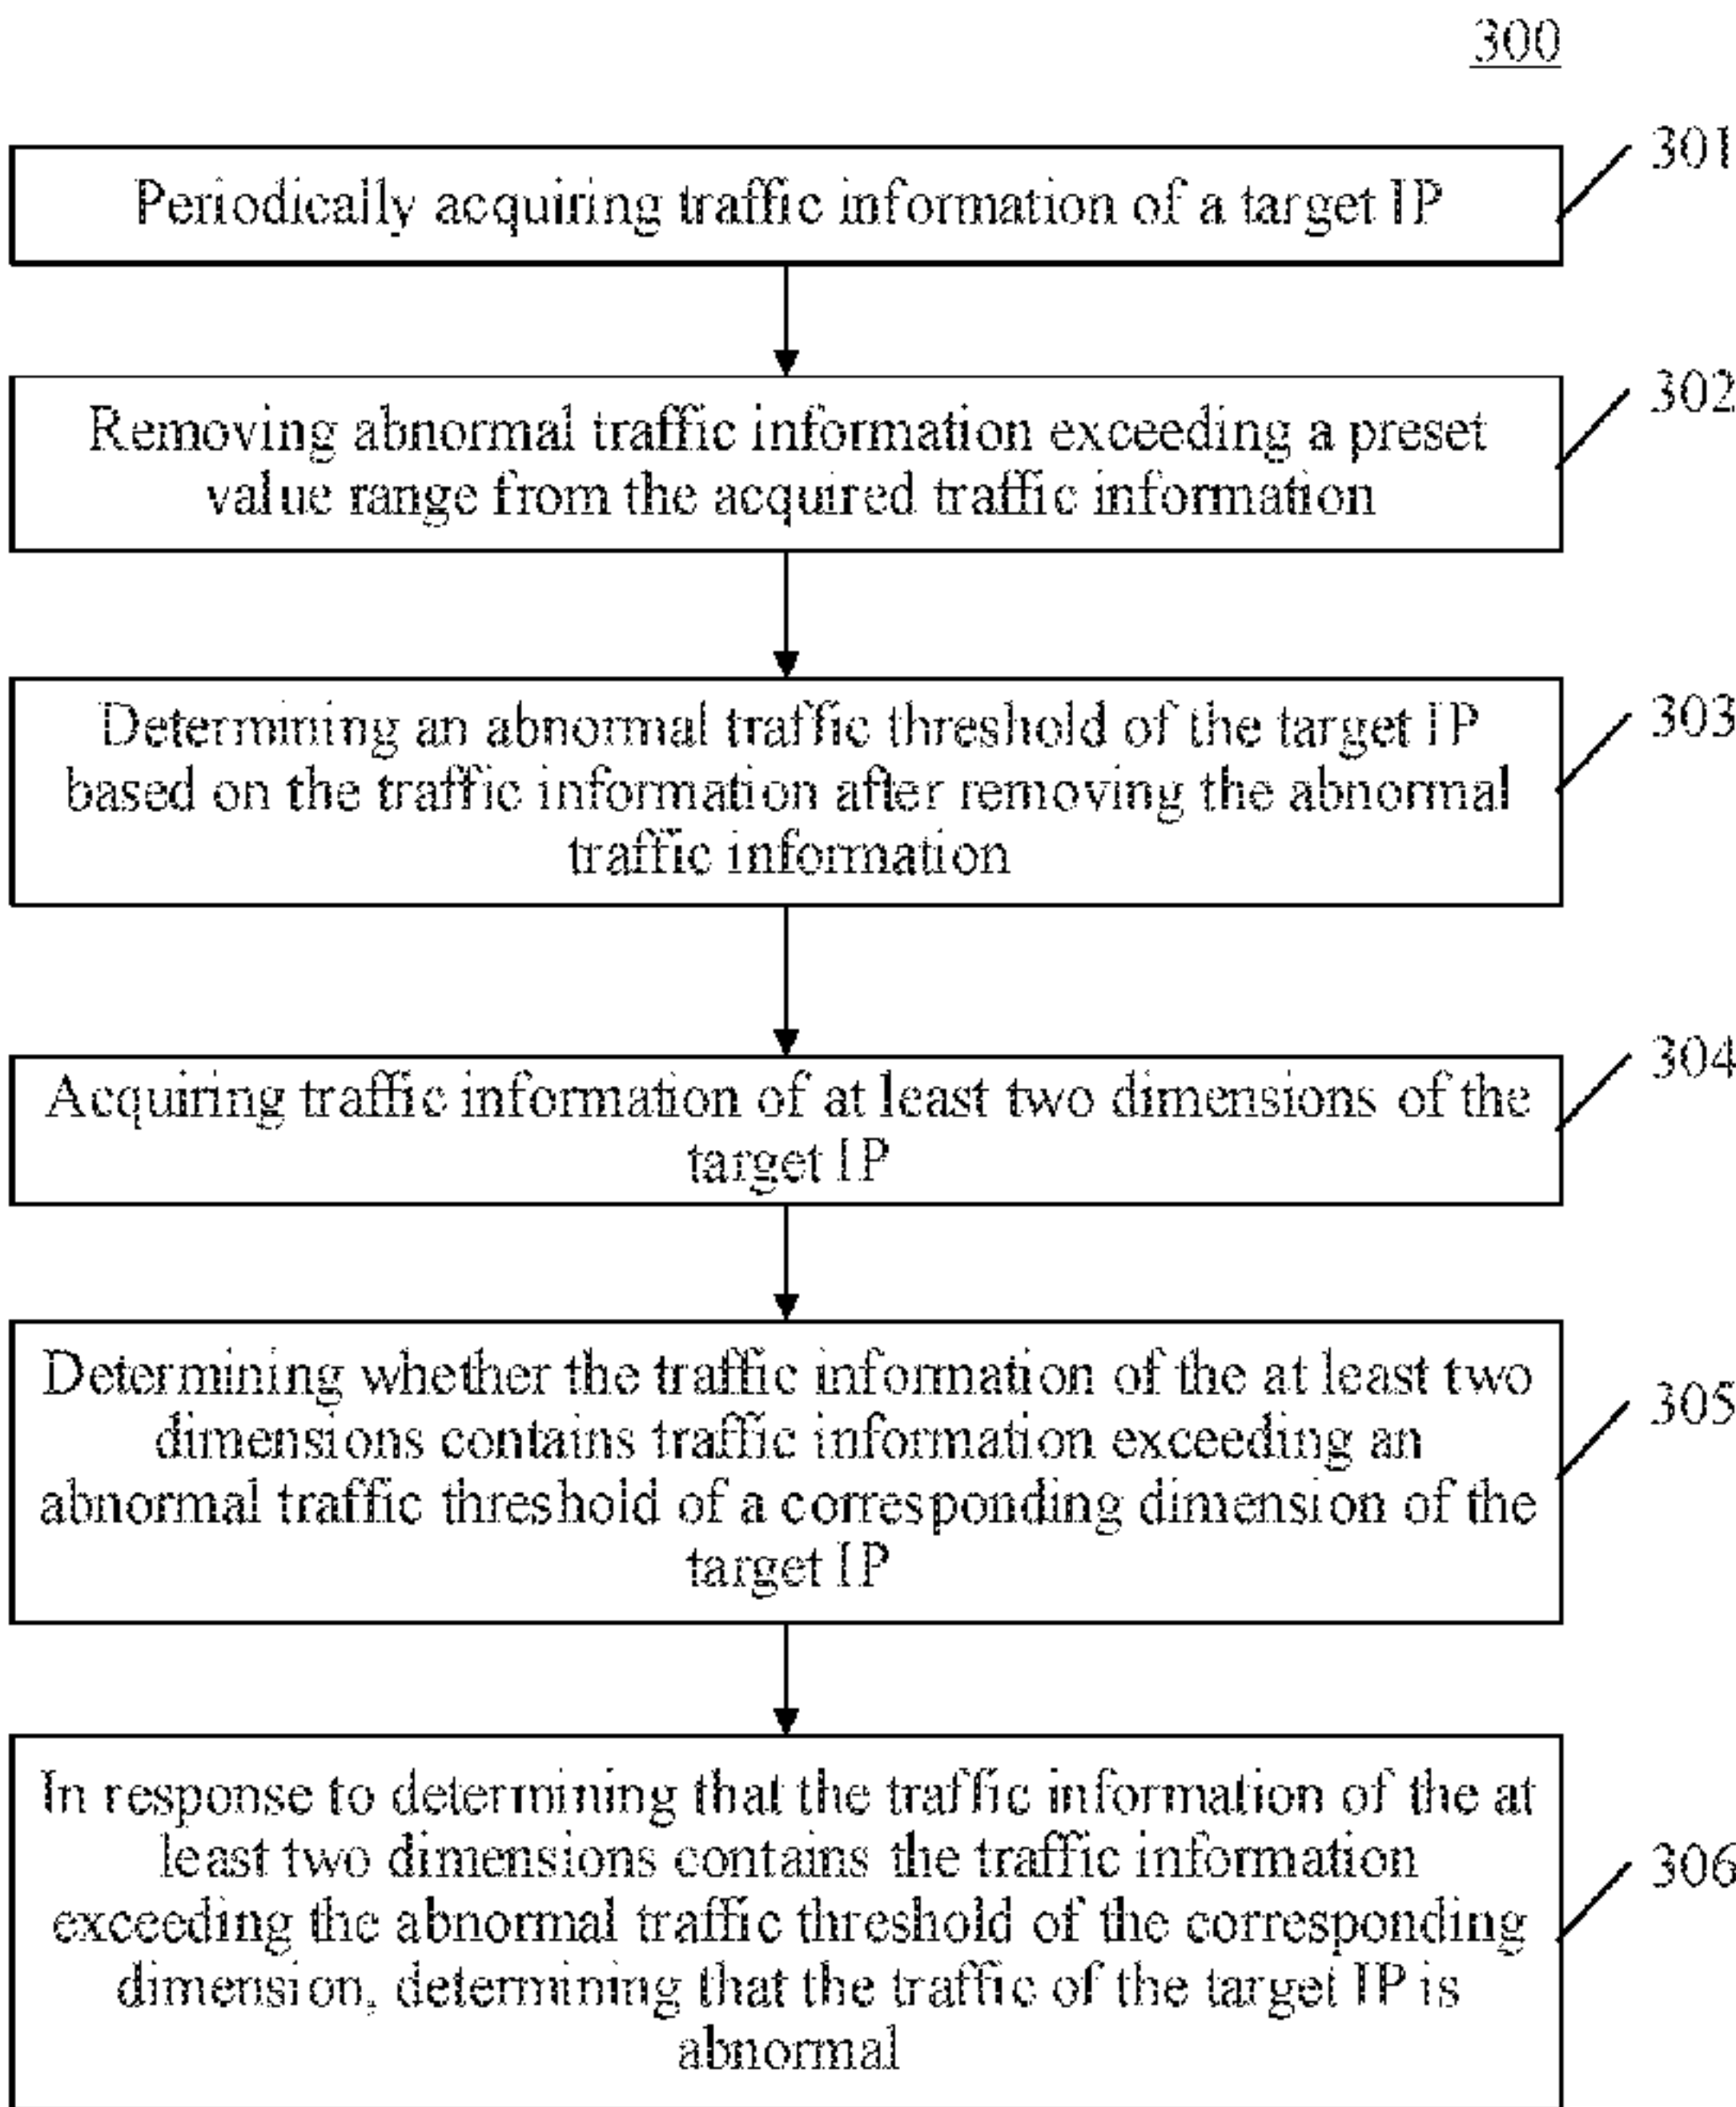 300
301
Periodically acquiring traffic information of a target IP
302
Removing abnormal traffic information exceeding a preset
value range from the acquired traffic information
303
Determining an abnormal traffic threshold of the target IP
based on the traffic information after removing the abnormal
traffic information
304
Acquiring traffic information of at least two dimensions of the
target IP
305
Determining whether the traffic information of the at least two
dimensions contains traffic information exceeding an
abnormal traffic threshold of a corresponding dimension of the
target IP
306
In response to determining that the traffic information of the at
least two dimensions contains the traffic information
exceeding the abnormal traffic threshold of the corresponding
dimension, determining that the traffic of the target IP is
abnormal